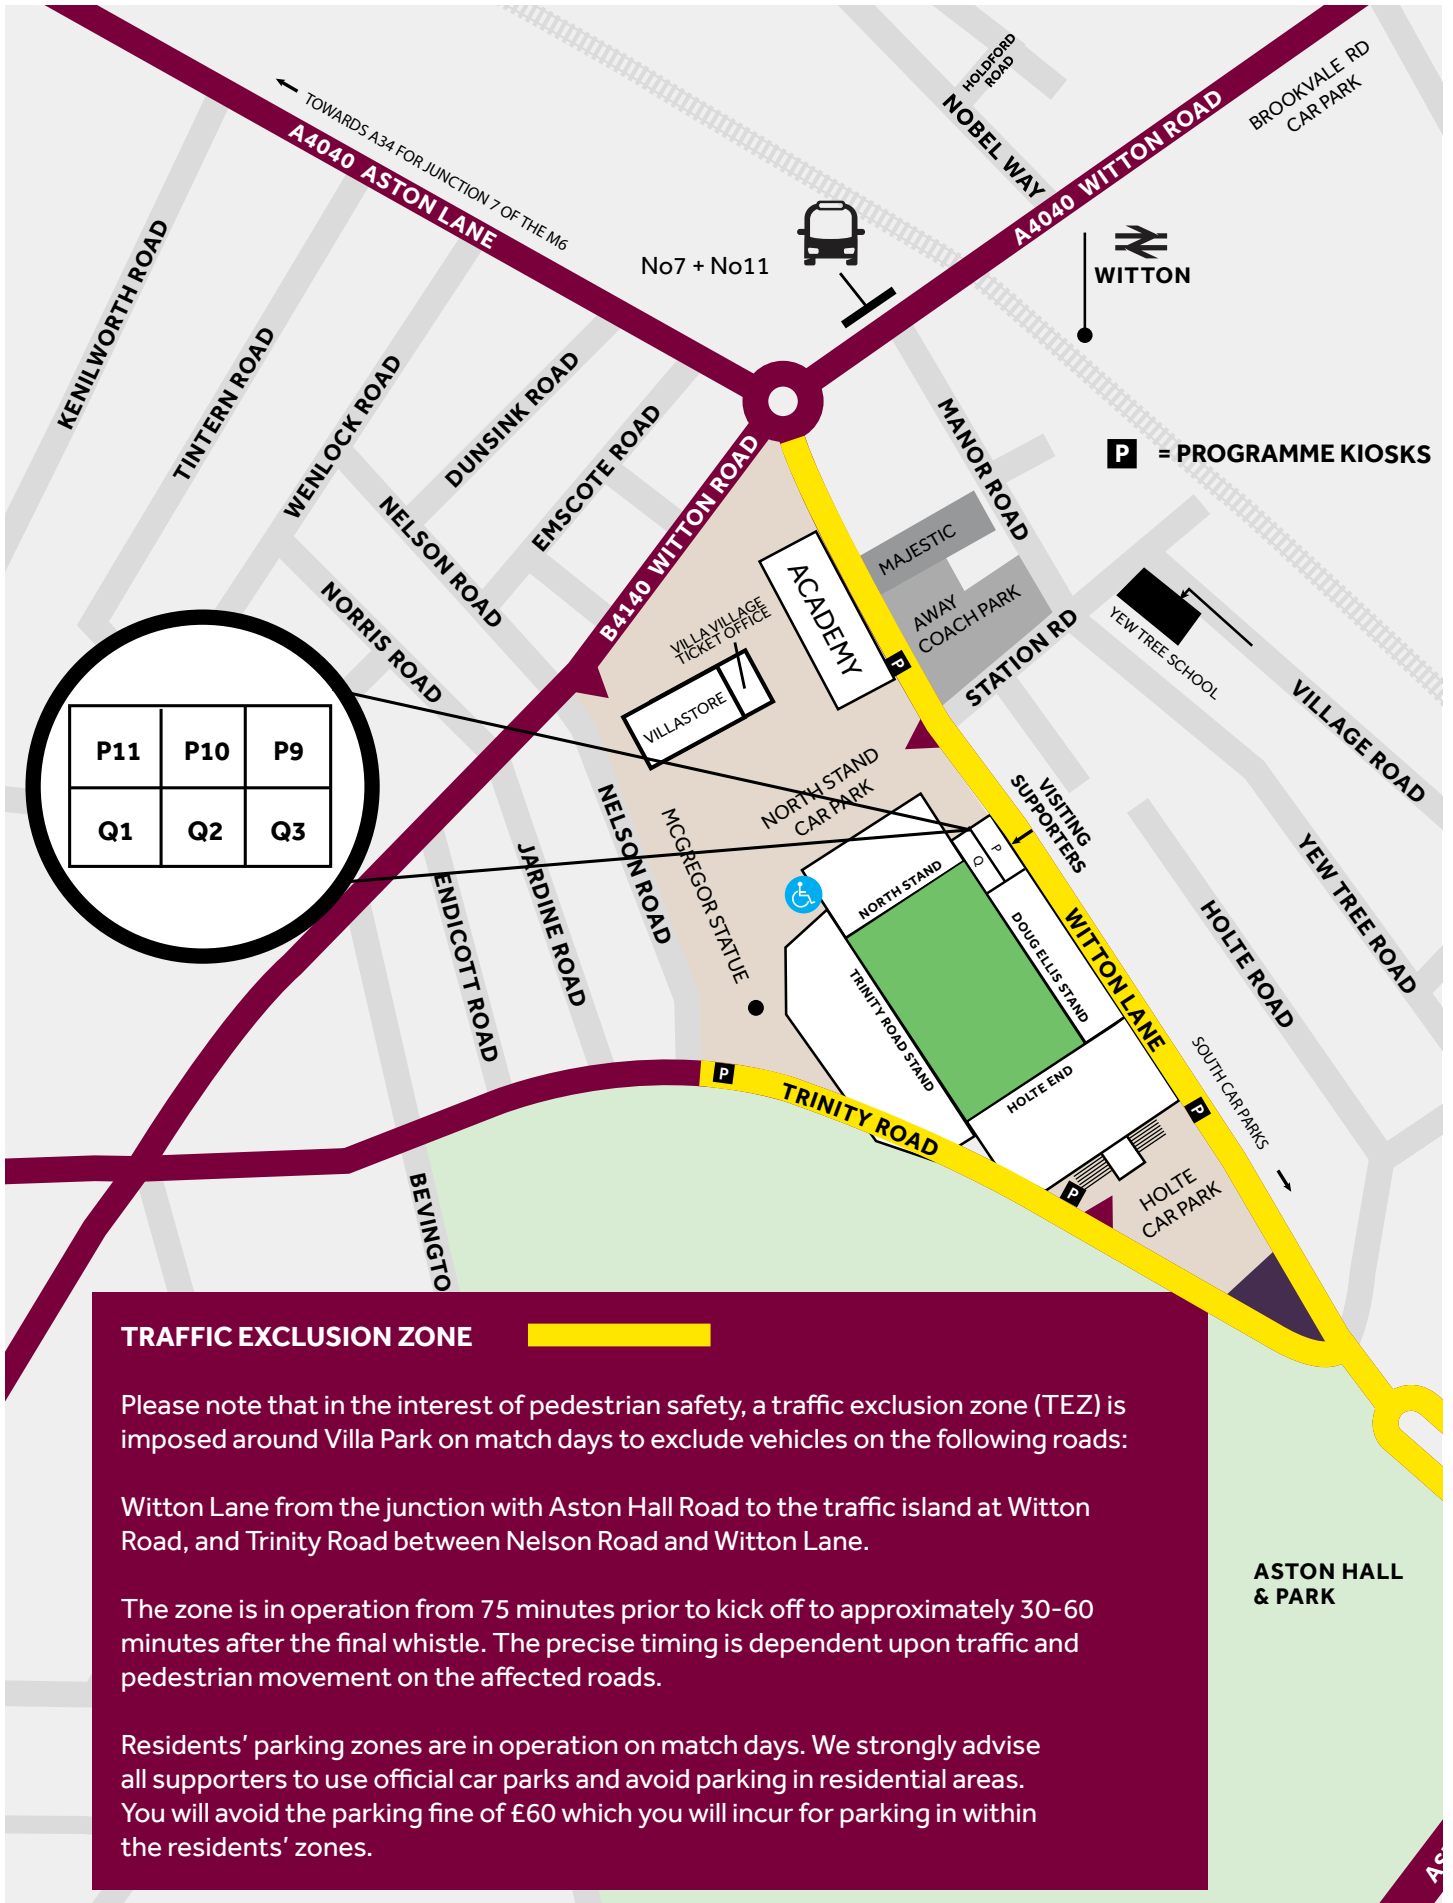 HOLDFORD
ROAD
NOBEL WAY
BROOKVALE RD
CAR PARK
A4040 WITTON ROAD
TOWARDS A34 FOR JUNCTION 7 OF THE M6
A4040 ASTON LANE
No7 + No11
WITTON
KENILWORTH ROAD
TINTERN ROAD
WENLOCK ROAD
DUNSINK ROAD
EMSCOTE ROAD
NELSON ROAD
NORRIS ROAD
B4140 WITTON ROAD
MANOR ROAD
P = PROGRAMME KIOSKS
MAJESTIC
AWAY
COACH PARK
STATION RD
YEW TREE SCHOOL
VILLAGE ROAD
ACADEMY
P
VILLA VILLAGE
TICKET OFFICE
VILLASTORE
NORTH STAND
CAR PARK
VISITING
SUPPORTERS
P11 P10 P9
Q1 Q2 Q3
P
Q
NORTH STAND
DOUG ELLIS STAND
TRINITY ROAD STAND
HOLTE END
MCGREGOR STATUE
NELSON ROAD
JARDINE ROAD
ENDICOTT ROAD
WITTON LANE
HOLTE ROAD
YEW TREE ROAD
SOUTH CAR PARKS
P
TRINITY ROAD
P
P
HOLTE
CAR PARK
BEVINGTO
TRAFFIC EXCLUSION ZONE
Please note that in the interest of pedestrian safety, a traffic exclusion zone (TEZ) is
imposed around Villa Park on match days to exclude vehicles on the following roads:
Witton Lane from the junction with Aston Hall Road to the traffic island at Witton
Road, and Trinity Road between Nelson Road and Witton Lane.
The zone is in operation from 75 minutes prior to kick off to approximately 30-60
minutes after the final whistle. The precise timing is dependent upon traffic and
pedestrian movement on the affected roads.
Residents' parking zones are in operation on match days. We strongly advise
all supporters to use official car parks and avoid parking in residential areas.
You will avoid the parking fine of £60 which you will incur for parking in within
the residents' zones.
ASTON HALL
& PARK